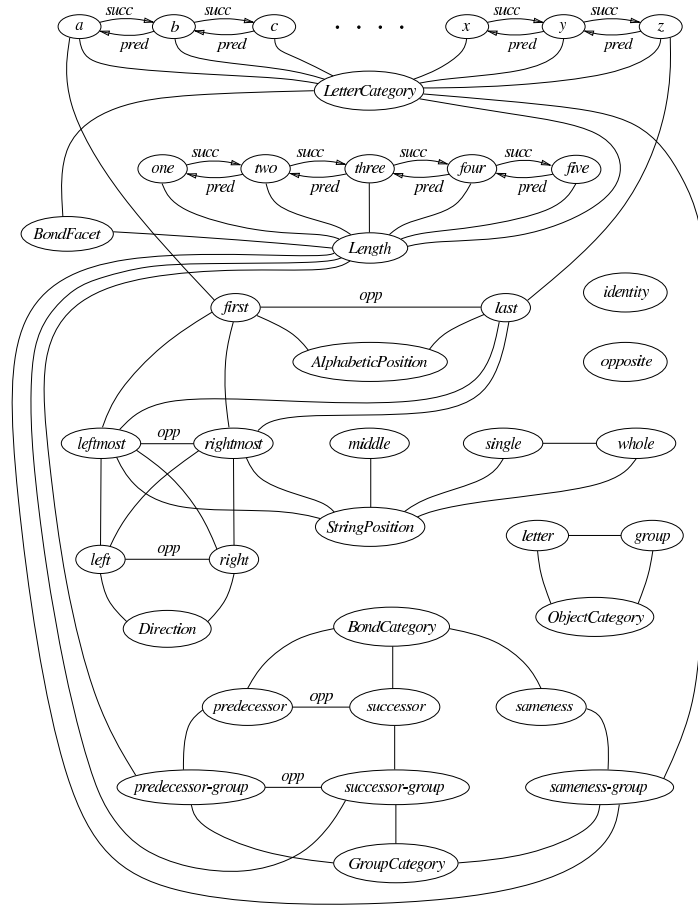 succ succ succ succ
a b c . . . . x y z
pred pred pred pred
LetterCategory
succ succ succ succ
one two three four five
pred pred pred pred
BondFacet
Length
identity
opp
first last
AlphabeticPosition opposite
opp
leftmost rightmost middle single whole
StringPosition
letter group
opp
left right
ObjectCategory
Direction
BondCategory
opp
predecessor successor sameness
opp
predecessor-group successor-group sameness-group
GroupCategory